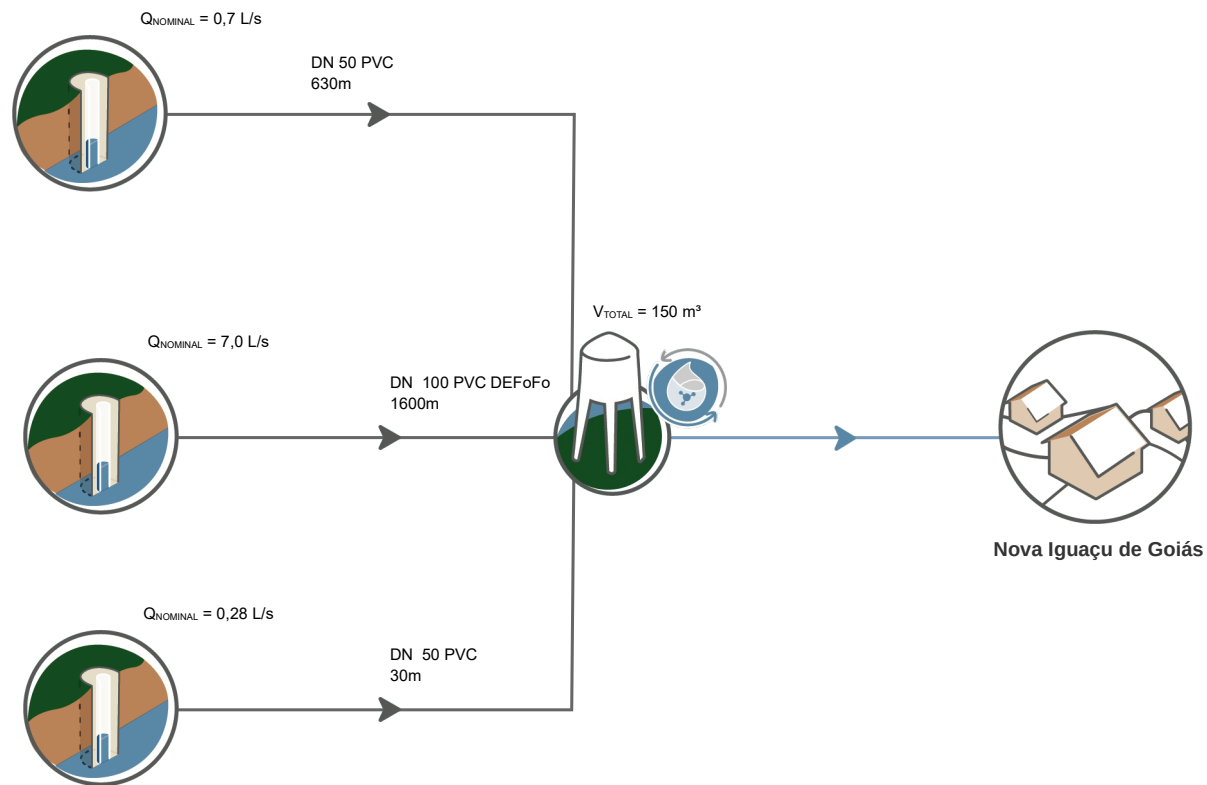 QNOMINAL = 0,7 L/s
DN 50 PVC
630m
VTOTAL = 150 m³
QNOMINAL = 7,0 L/s
DN  100 PVC DEFoFo
1600m
Nova Iguaçu de Goiás
QNOMINAL = 0,28 L/s
DN  50 PVC
30m